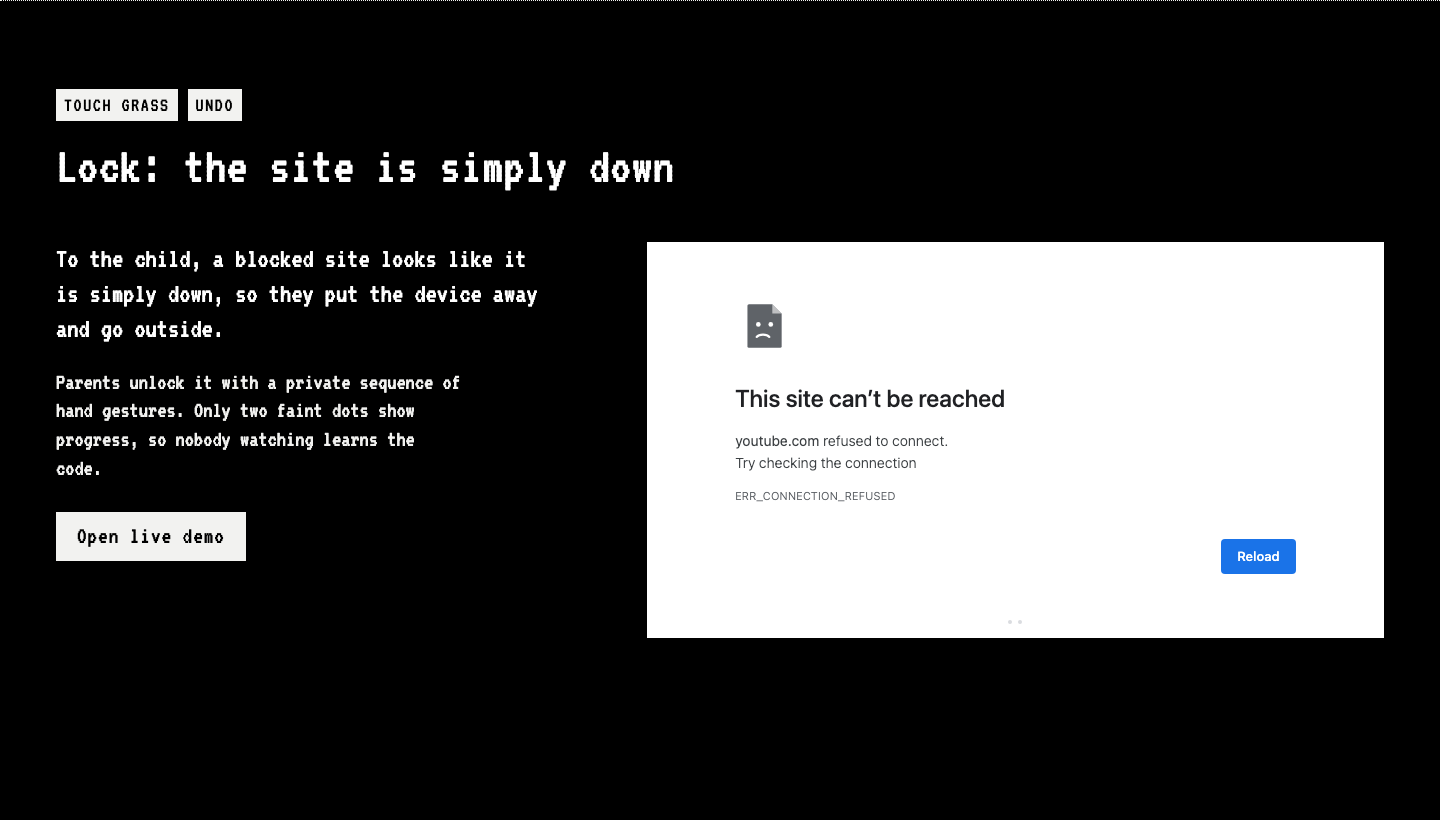 TOUCH GRASS UNDO
Lock: the site is simply down
To the child, a blocked site looks like it
is simply down, so they put the device away
and go outside.
Parents unlock it with a private sequence of
hand gestures. Only two faint dots show
progress, so nobody watching learns the
code.
Open live demo
This site can’t be reached
youtube.com refused to connect.
Try checking the connection
ERR_CONNECTION_REFUSED
Reload